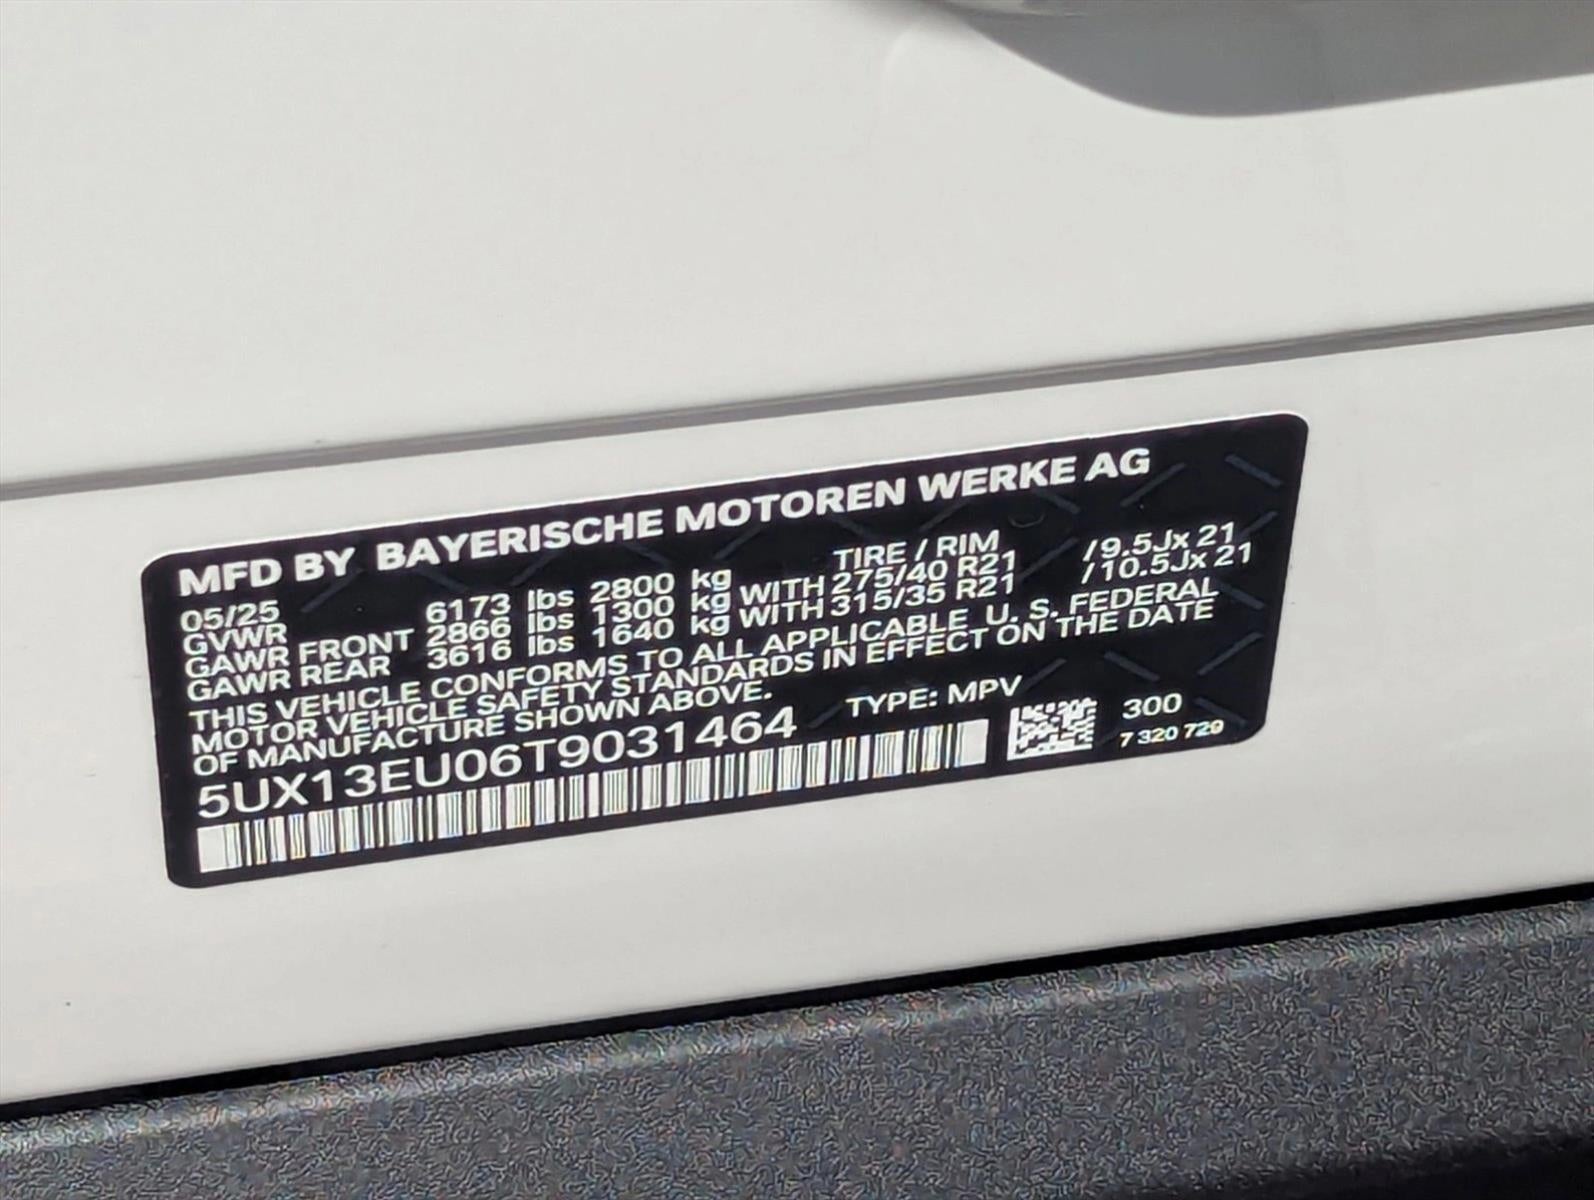 MFD BY BAYERISCHE MOTOREN WERKE AG
05/25 TIRE / RIM
GVWR 6173 lbs 2800 kg
GAWR FRONT 2866 lbs 1300 kg WITH 275/40 R21 / 9.5Jx 21
GAWR REAR 3616 lbs 1640 kg WITH 315/35 R21 / 10.5Jx 21
THIS VEHICLE CONFORMS TO ALL APPLICABLE U. S. FEDERAL
MOTOR VEHICLE SAFETY STANDARDS IN EFFECT ON THE DATE
OF MANUFACTURE SHOWN ABOVE.
5UX13EU06T9031464 TYPE: MPV
300
7 320 729